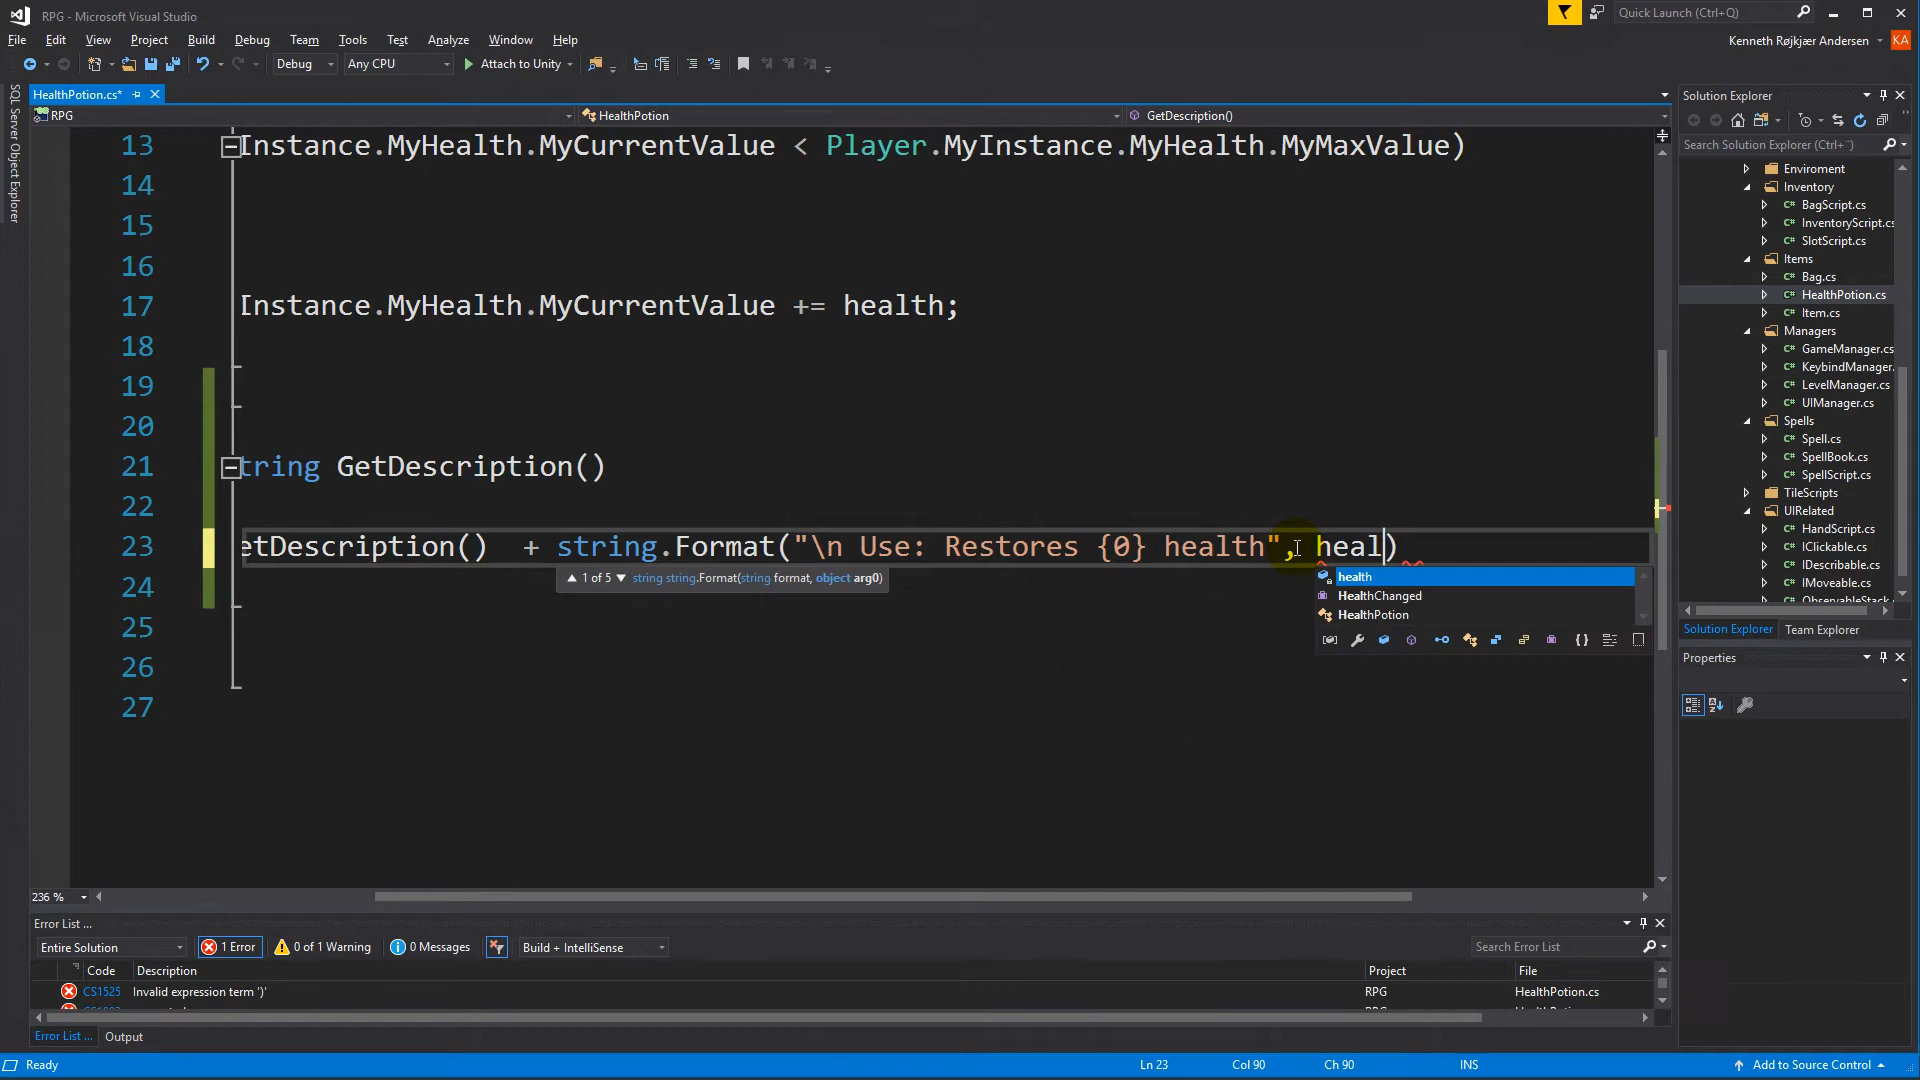 RPG - Microsoft Visual Studio
Quick Launch (Ctrl+Q)
File Edit View Project Build Debug Team Tools Test Analyze Window Help
Kenneth Røjkjær Andersen KA
Debug Any CPU Attach to Unity
SQL Server Object Explorer
HealthPotion.cs*
RPG HealthPotion GetDescription()
13 Instance.MyHealth.MyCurrentValue < Player.MyInstance.MyHealth.MyMaxValue)
14
15
16
17 Instance.MyHealth.MyCurrentValue += health;
18
19
20
21 tring GetDescription()
22
23 etDescription()  + string.Format("\n Use: Restores {0} health", heal)
▲ 1 of 5 ▼ string string.Format(string format, object arg0)
health
HealthChanged
HealthPotion
24
25
26
27
236 %
Solution Explorer
Search Solution Explorer (Ctrl+¨)
Enviroment
Inventory
C# BagScript.cs
C# InventoryScript.cs
C# SlotScript.cs
Items
C# Bag.cs
C# HealthPotion.cs
C# Item.cs
Managers
C# GameManager.cs
C# KeybindManager.
C# LevelManager.cs
C# UIManager.cs
Spells
C# Spell.cs
C# SpellBook.cs
C# SpellScript.cs
TileScripts
UIRelated
C# HandScript.cs
C# IClickable.cs
C# IDescribable.cs
C# IMoveable.cs
C# ObservableStack.c
Solution Explorer Team Explorer
Properties
Error List ...
Entire Solution 1 Error 0 of 1 Warning 0 Messages Build + IntelliSense Search Error List
Code Description Project File
CS1525 Invalid expression term ')' RPG HealthPotion.cs
Error List ... Output
Ready Ln 23 Col 90 Ch 90 INS Add to Source Control